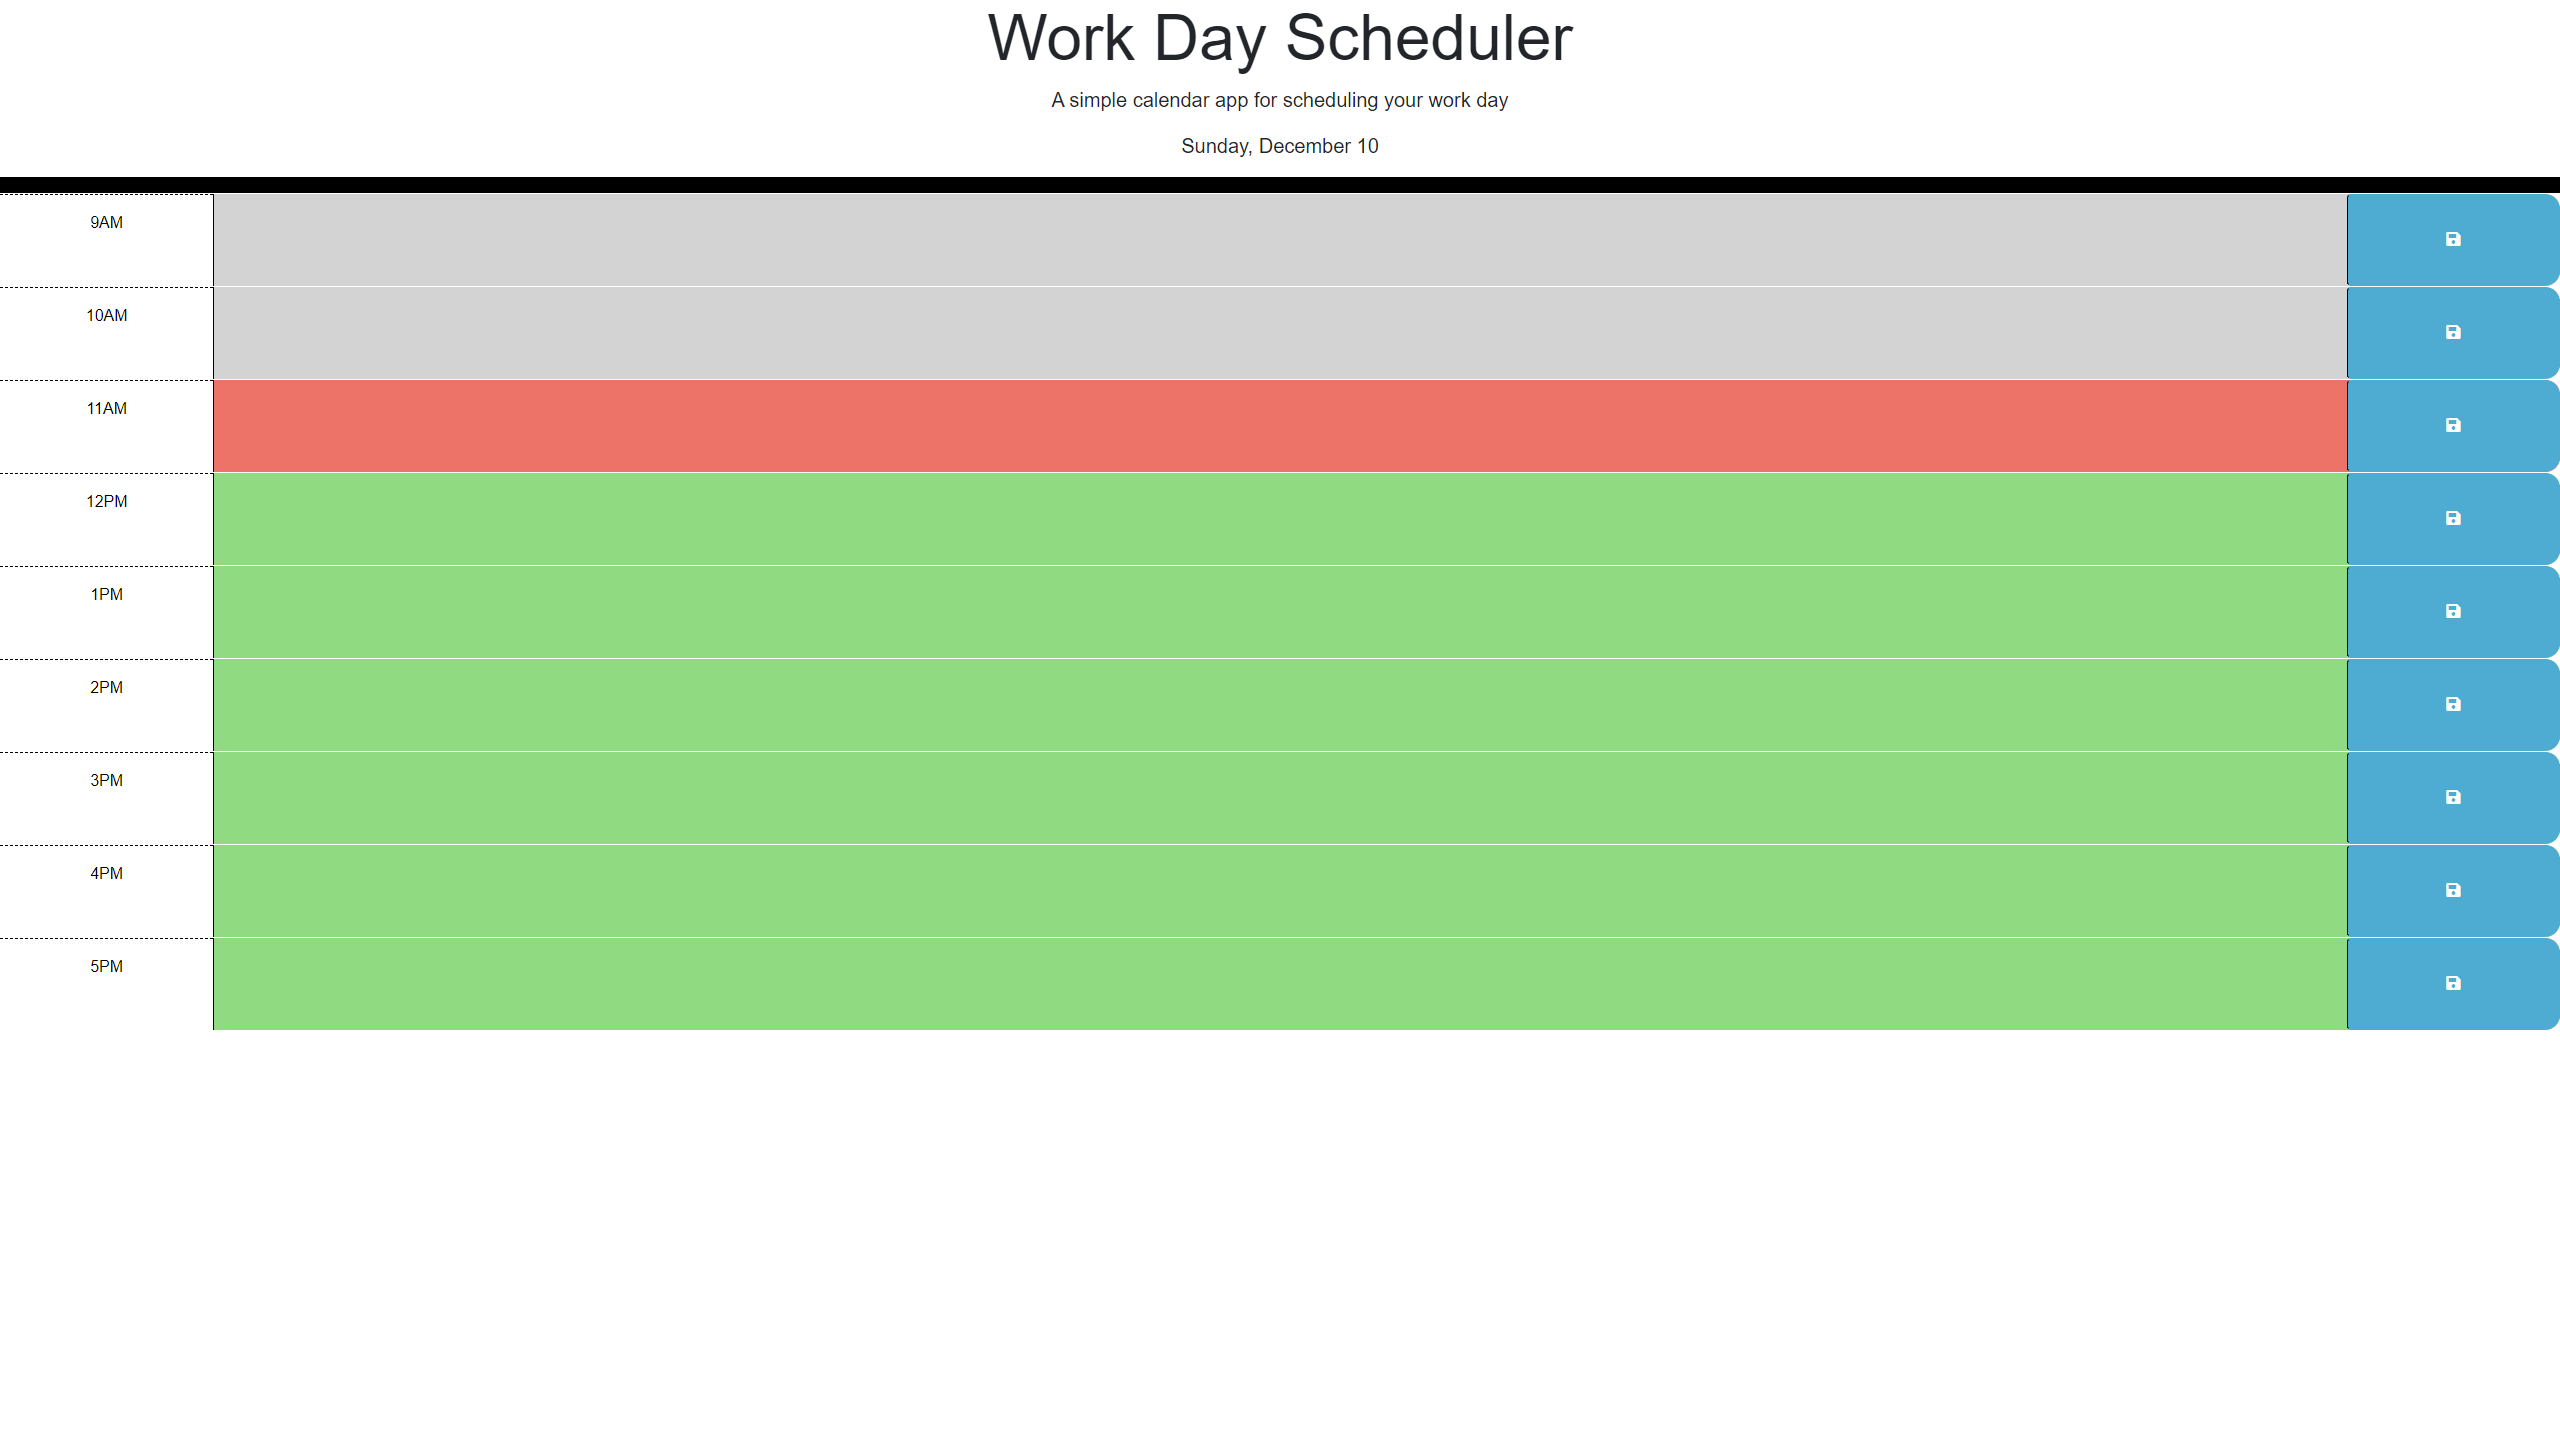 Work Day Scheduler
A simple calendar app for scheduling your work day
Sunday, December 10
9AM
10AM
11AM
12PM
1PM
2PM
3PM
4PM
5PM